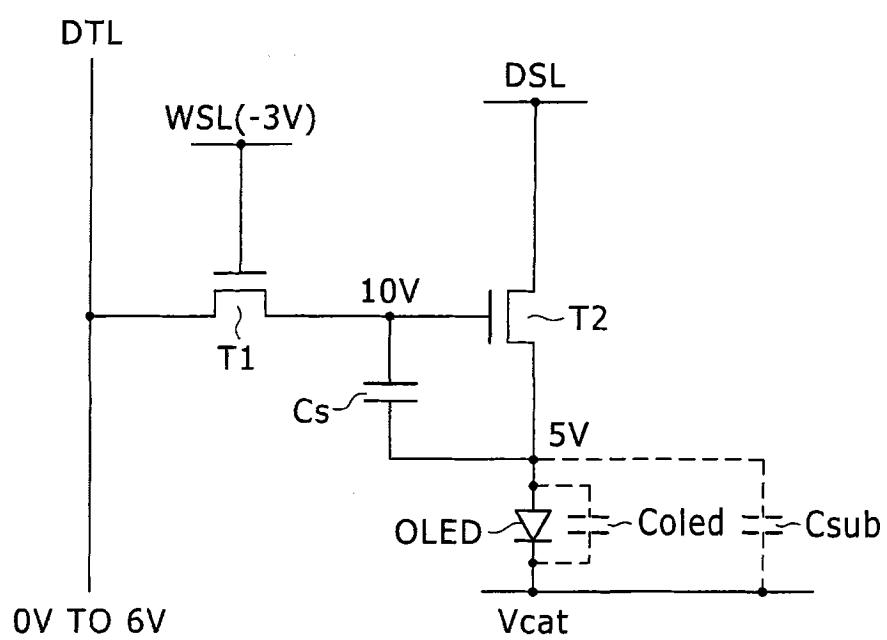 DTL
DSL
WSL(-3V)
10V
T2
T1
Cs
5V
OLED
Coled
Csub
0V TO 6V
Vcat